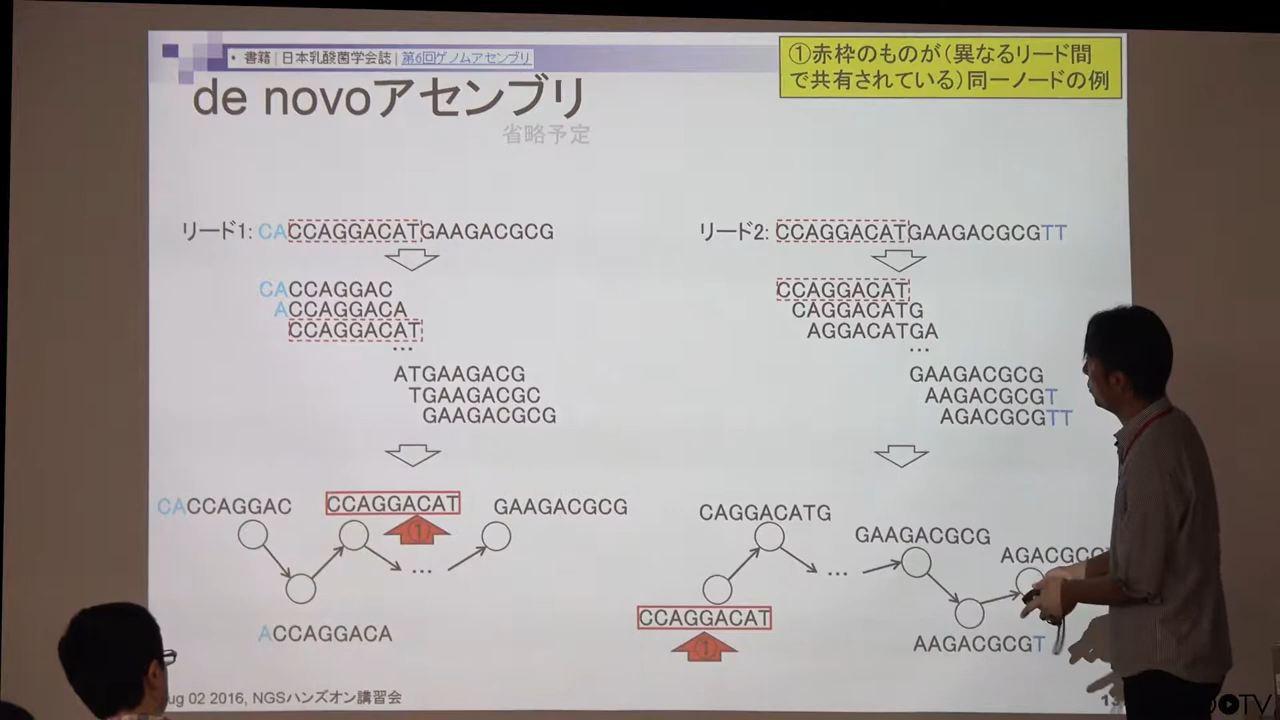 • 書籍 | 日本乳酸菌学会誌 | 第6回ゲノムアセンブリ
①赤枠のものが(異なるリード間
で共有されている)同一ノードの例
de novoアセンブリ
省略予定
リード1: CACCAGGACATGAAGACGCG
リード2: CCAGGACATGAAGACGCGTT
CACCAGGAC
ACCAGGACA
CCAGGACAT
...
ATGAAGACG
TGAAGACGC
GAAGACGCG
CCAGGACAT
CAGGACATG
AGGACATGA
...
GAAGACGCG
AAGACGCGT
AGACGCGTT
CACCAGGAC
CCAGGACAT
GAAGACGCG
①
...
ACCAGGACA
CAGGACATG
GAAGACGCG
...
CCAGGACAT
AAGACGCGT
①
02 2016, NGSハンズオン講習会